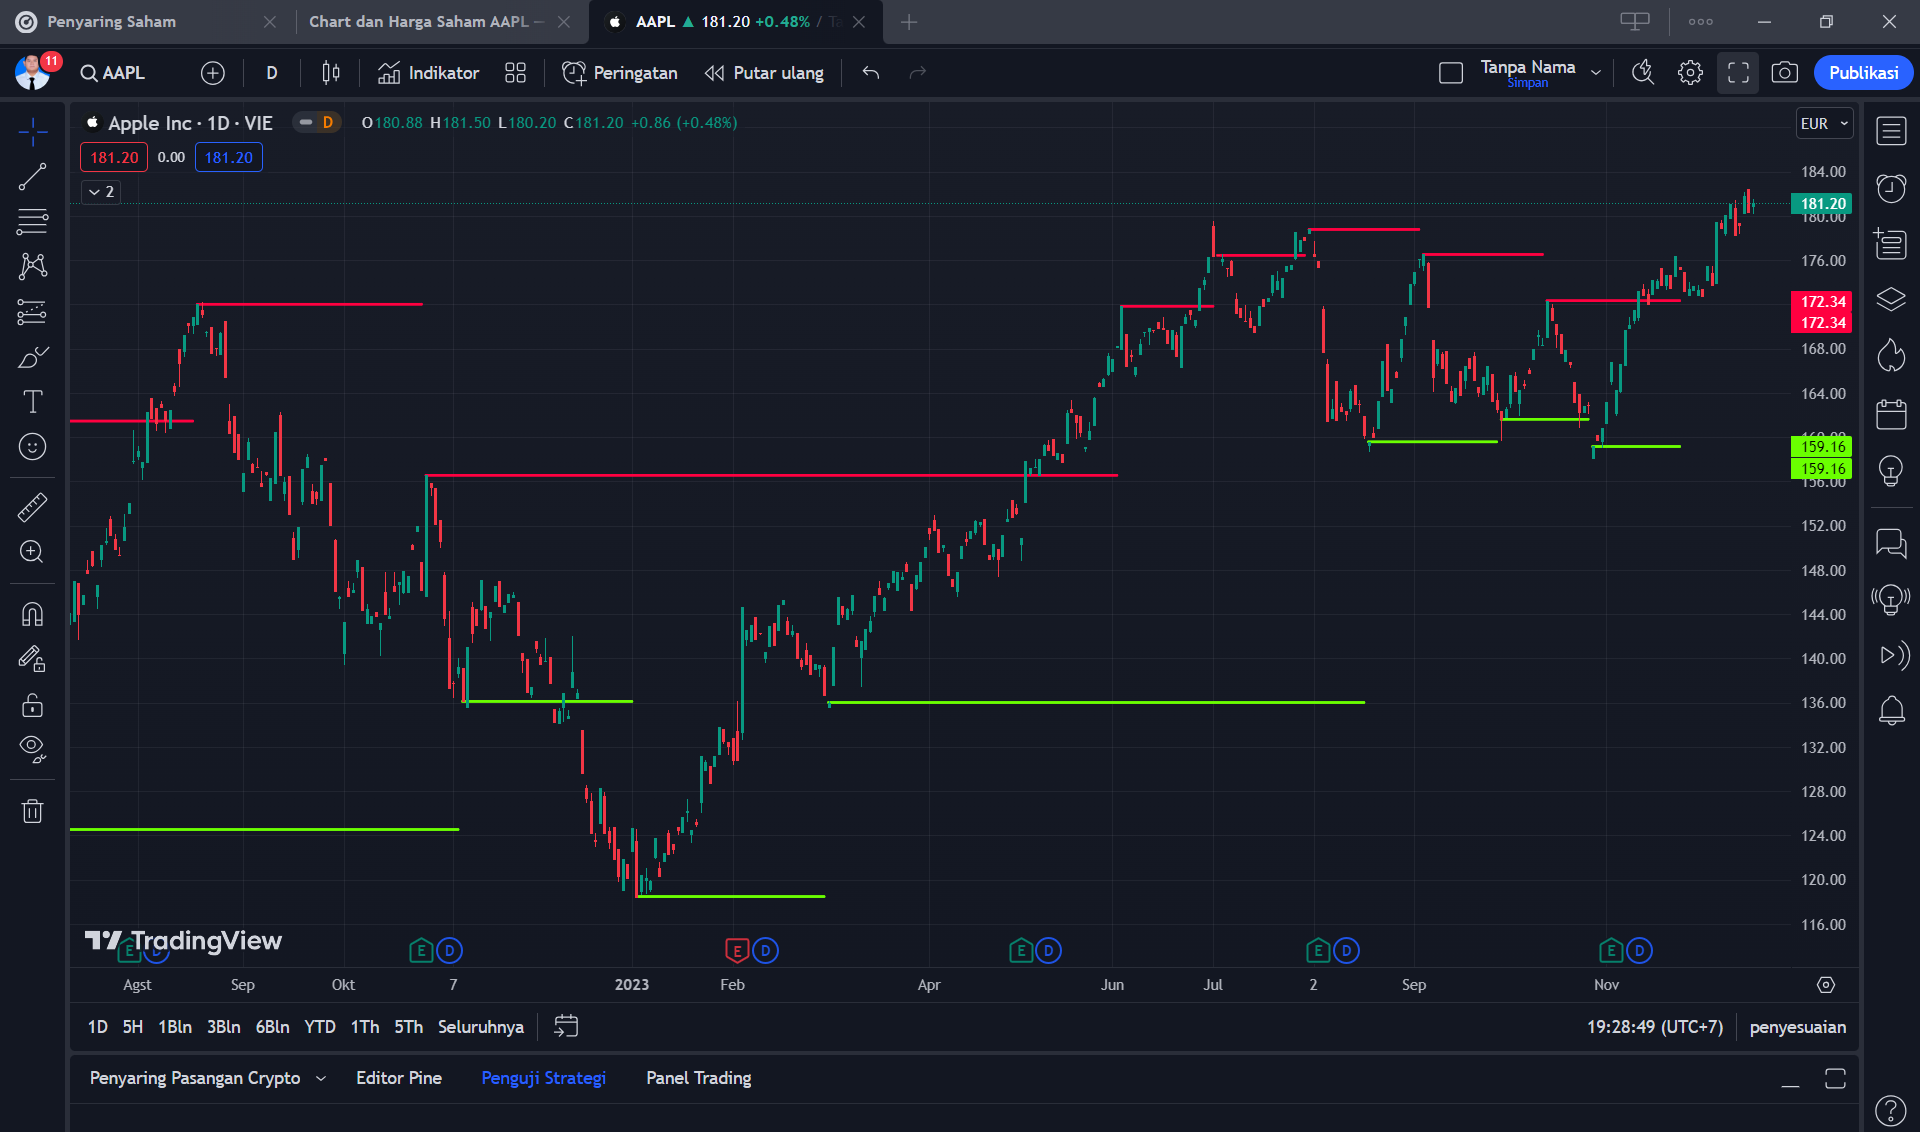 Penyaring Saham
Chart dan Harga Saham AAPL —
AAPL ▲ 181.20 +0.48% / Ta
11
AAPL
D
Indikator
Peringatan
Putar ulang
Tanpa Nama
Simpan
Publikasi
Apple Inc · 1D · VIE
D
O180.88 H181.50 L180.20 C181.20 +0.86 (+0.48%)
EUR
181.20 0.00 181.20
2
184.00
181.20
180.00
176.00
172.34
172.34
168.00
164.00
159.16
159.16
156.00
152.00
148.00
144.00
140.00
136.00
132.00
128.00
124.00
120.00
116.00
TradingView
E D E D E D E D E D E D
Agst Sep Okt 7 2023 Feb Apr Jun Jul 2 Sep Nov
1D 5H 1Bln 3Bln 6Bln YTD 1Th 5Th Seluruhnya
19:28:49 (UTC+7) penyesuaian
Penyaring Pasangan Crypto Editor Pine Penguji Strategi Panel Trading